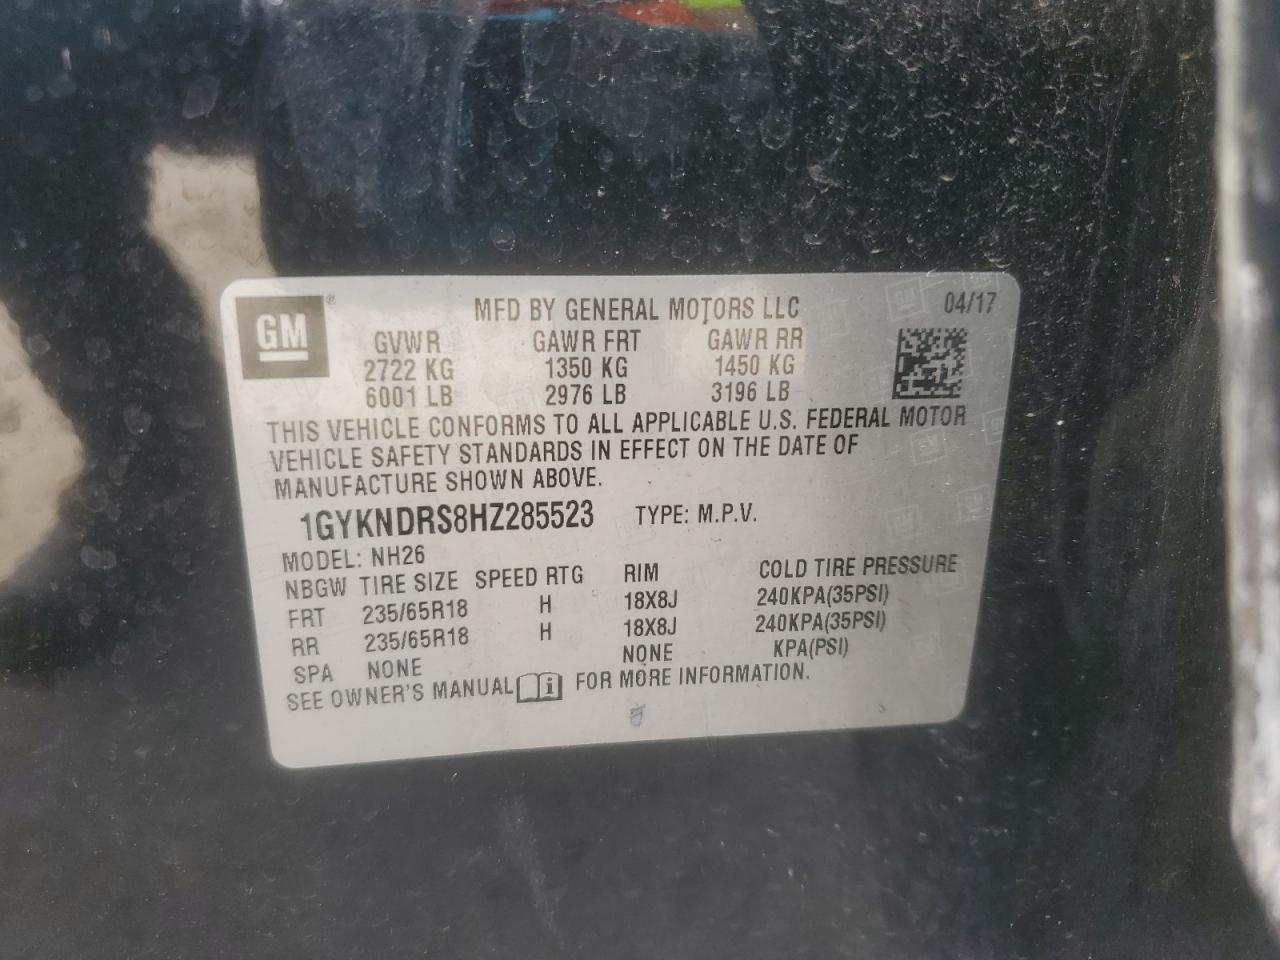 GM ®
MFD BY GENERAL MOTORS LLC 04/17
GVWR GAWR FRT GAWR RR
2722 KG 1350 KG 1450 KG
6001 LB 2976 LB 3196 LB
THIS VEHICLE CONFORMS TO ALL APPLICABLE U.S. FEDERAL MOTOR
VEHICLE SAFETY STANDARDS IN EFFECT ON THE DATE OF
MANUFACTURE SHOWN ABOVE.
1GYKNDRS8HZ285523 TYPE: M.P.V.
MODEL: NH26
NBGW TIRE SIZE SPEED RTG RIM COLD TIRE PRESSURE
FRT 235/65R18 H 18X8J 240KPA(35PSI)
RR 235/65R18 H 18X8J 240KPA(35PSI)
SPA NONE NONE KPA(PSI)
SEE OWNER'S MANUAL i FOR MORE INFORMATION.